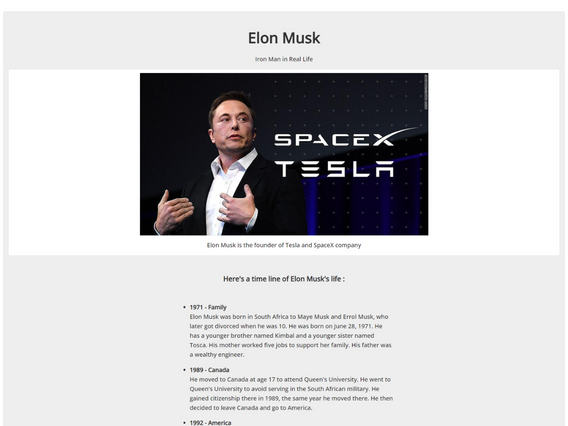 Elon Musk
Iron Man in Real Life
SPACEX
TESLA
Elon Musk is the founder of Tesla and SpaceX company
Here's a time line of Elon Musk's life :
• 1971 - Family
Elon Musk was born in South Africa to Maye Musk and Errol Musk, who
later got divorced when he was 10. He was born on June 28, 1971. He
has a younger brother named Kimbal and a younger sister named
Tosca. His mother worked five jobs to support her family. His father was
a wealthy engineer.
• 1989 - Canada
He moved to Canada at age 17 to attend Queen's University. He went to
Queen's University to avoid serving in the South African military. He
gained citizenship there in 1989, the same year he moved there. He then
decided to leave Canada and go to America.
• 1992 - America